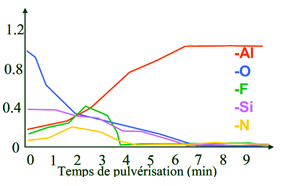 1.2
-Al
0.8
-O
-F
0.4
-Si
-N
0
0 1 2 3 4 5 6 7 8 9
Temps de pulvérisation (min)